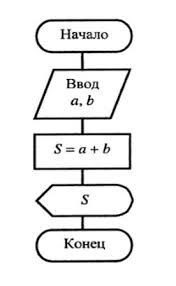 Начало
Ввод
a, b
S = a + b
S
Конец